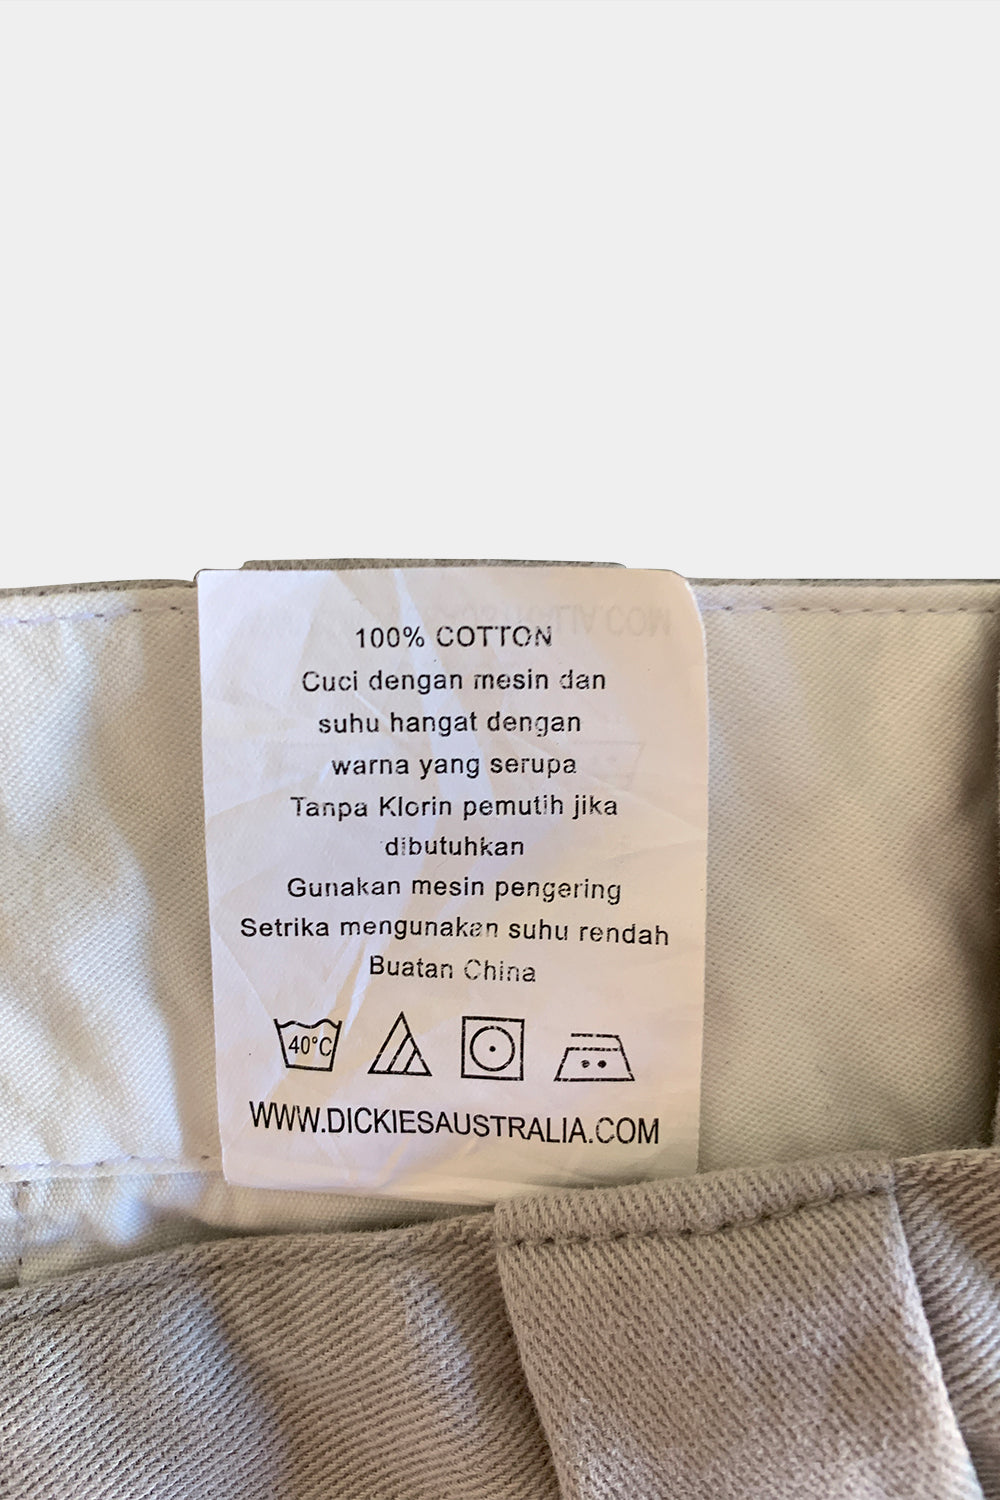 100% COTTON
Cuci dengan mesin dan
suhu hangat dengan
warna yang serupa
Tanpa Klorin pemutih jika
dibutuhkan
Gunakan mesin pengering
Setrika mengunakan suhu rendah
Buatan China
40°C
WWW.DICKIESAUSTRALIA.COM